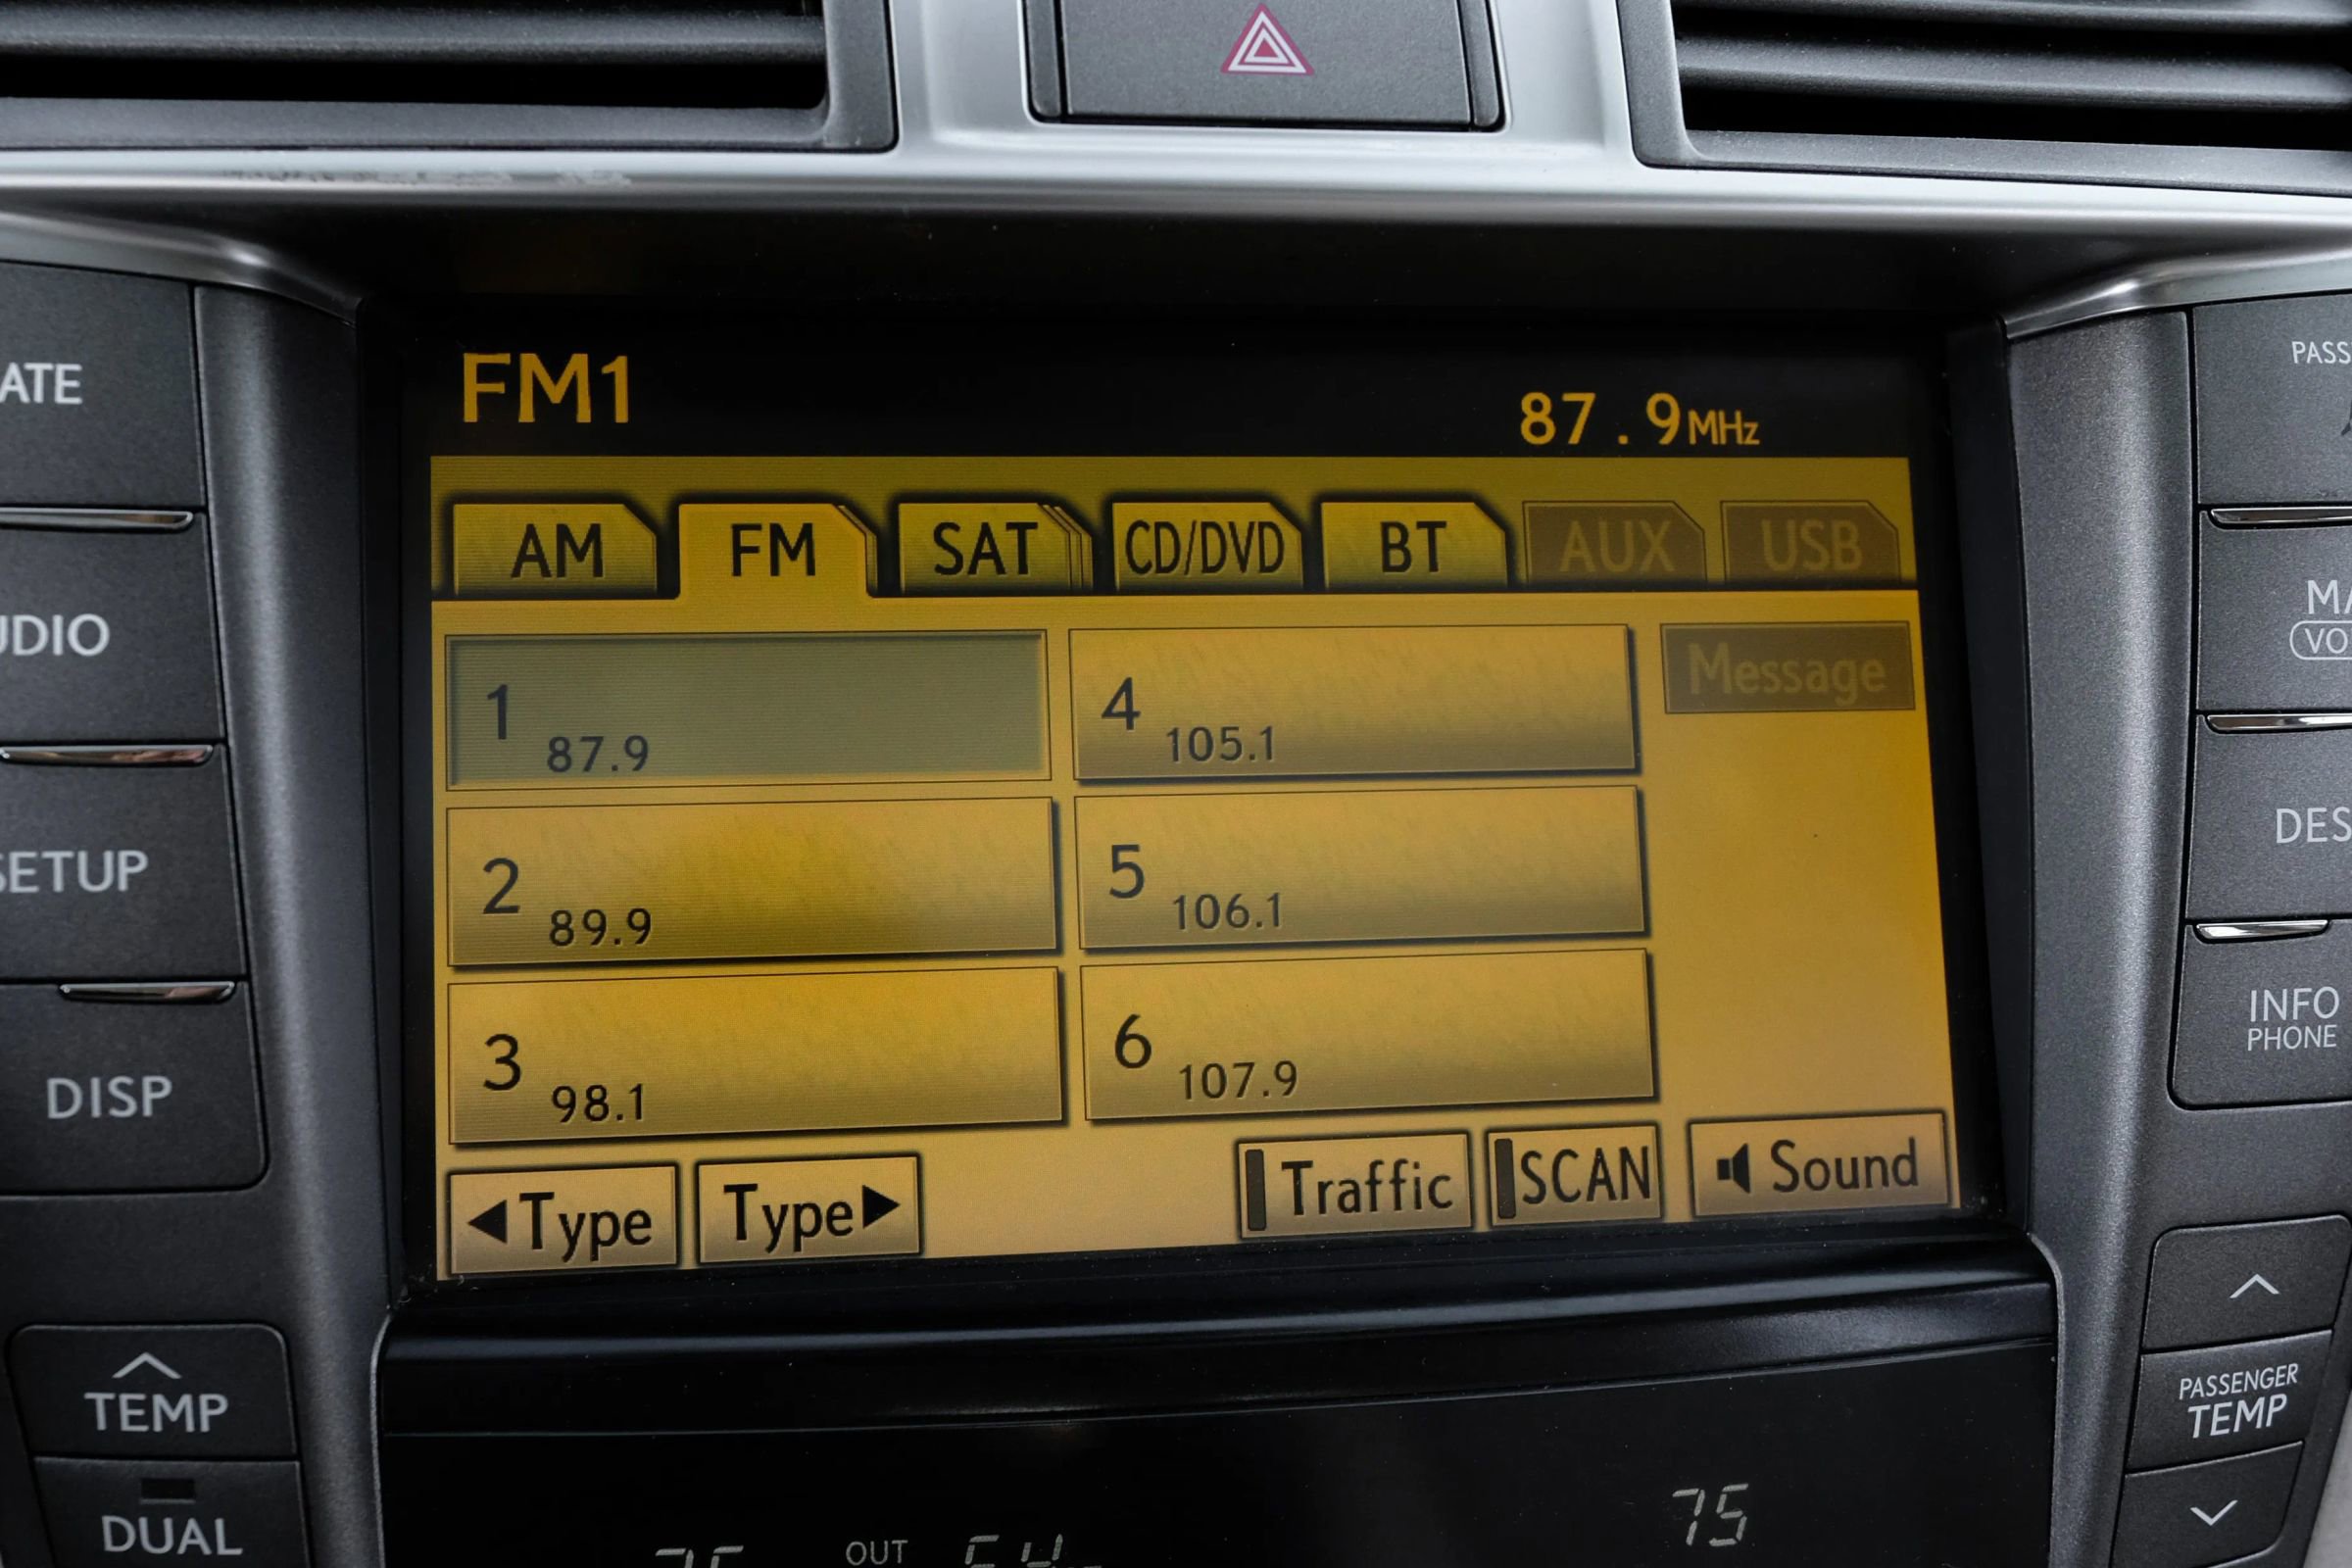 ATE
UDIO
SETUP
DISP
TEMP
DUAL
FM1
87.9MHz
AM FM SAT CD/DVD BT AUX USB
1 87.9
4 105.1
Message
2 89.9
5 106.1
3 98.1
6 107.9
Type Type Traffic SCAN Sound
OUT
75
PASS
MA
VO
DES
INFO
PHONE
PASSENGER
TEMP